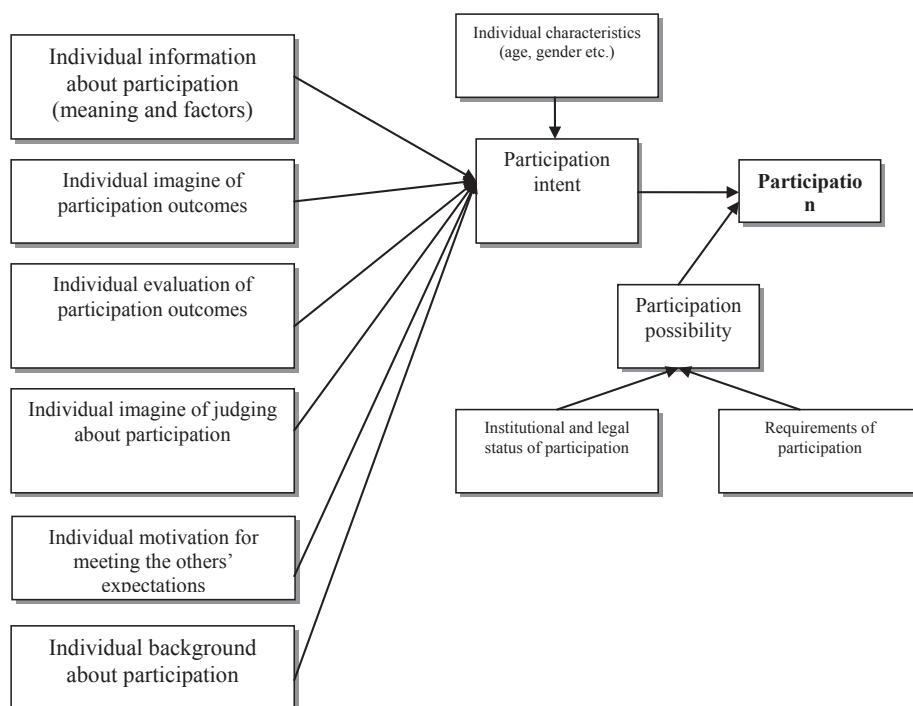 Individual information
about participation
(meaning and factors)
Individual imagine of
participation outcomes
Individual evaluation of
participation outcomes
Individual imagine of judging
about participation
Individual motivation for
meeting the others’
expectations
Individual background
about participation
Individual characteristics
(age, gender etc.)
Participation
intent
Participatio
n
Participation
possibility
Institutional and legal
status of participation
Requirements of
participation